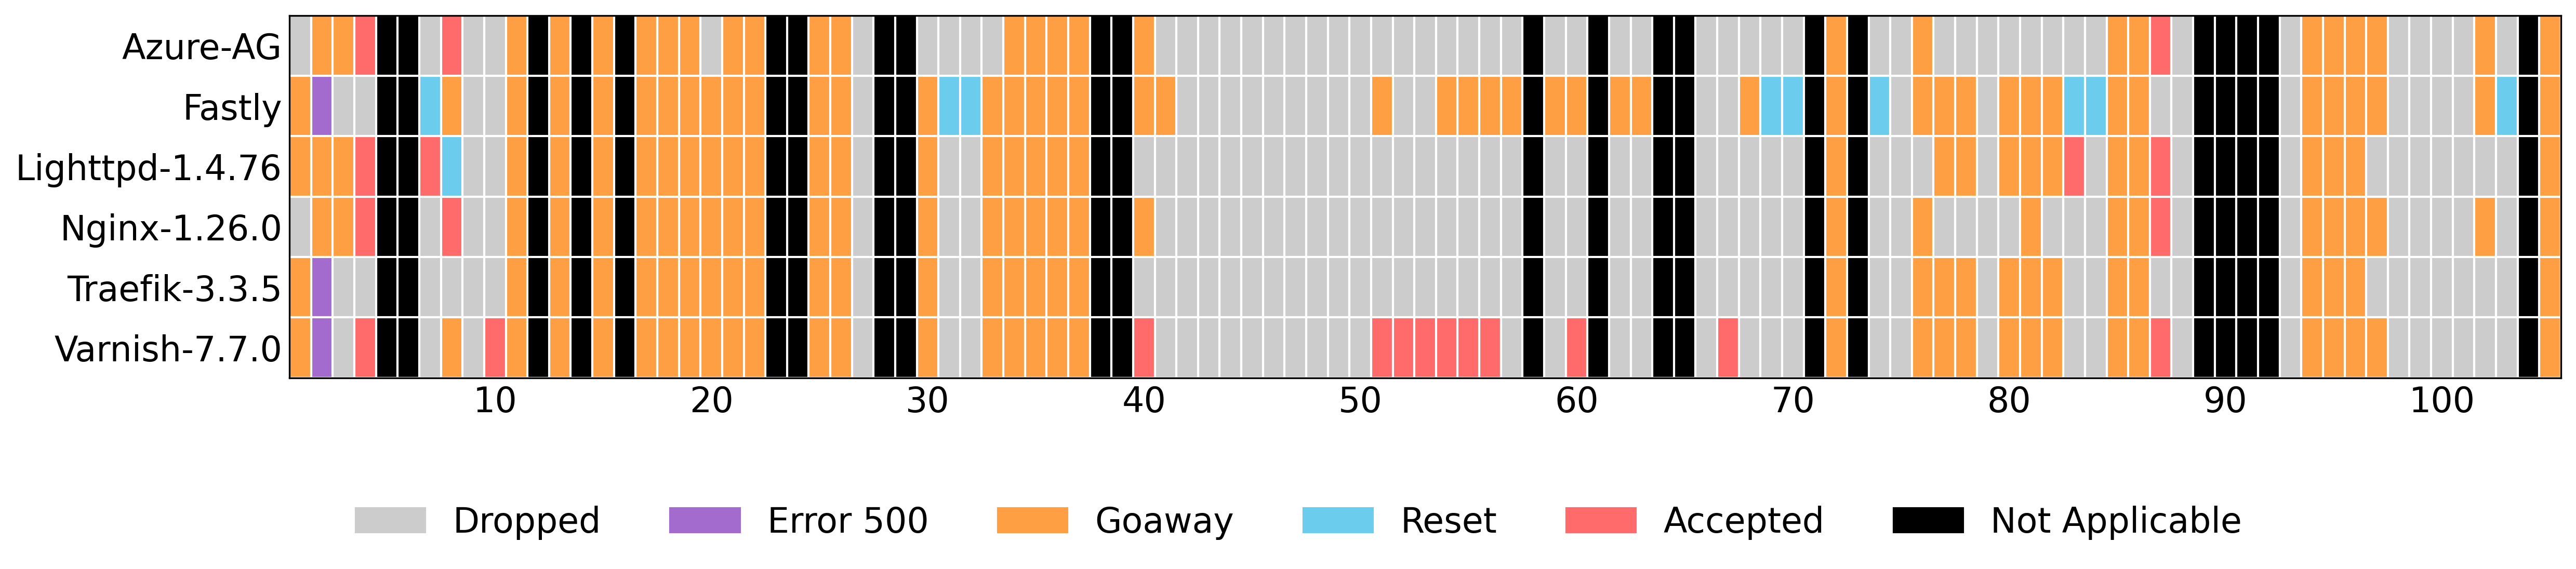 Azure-AG
Fastly
Lighttpd-1.4.76
Nginx-1.26.0
Traefik-3.3.5
Varnish-7.7.0
10 20 30 40 50 60 70 80 90 100
Dropped Error 500 Goaway Reset Accepted Not Applicable